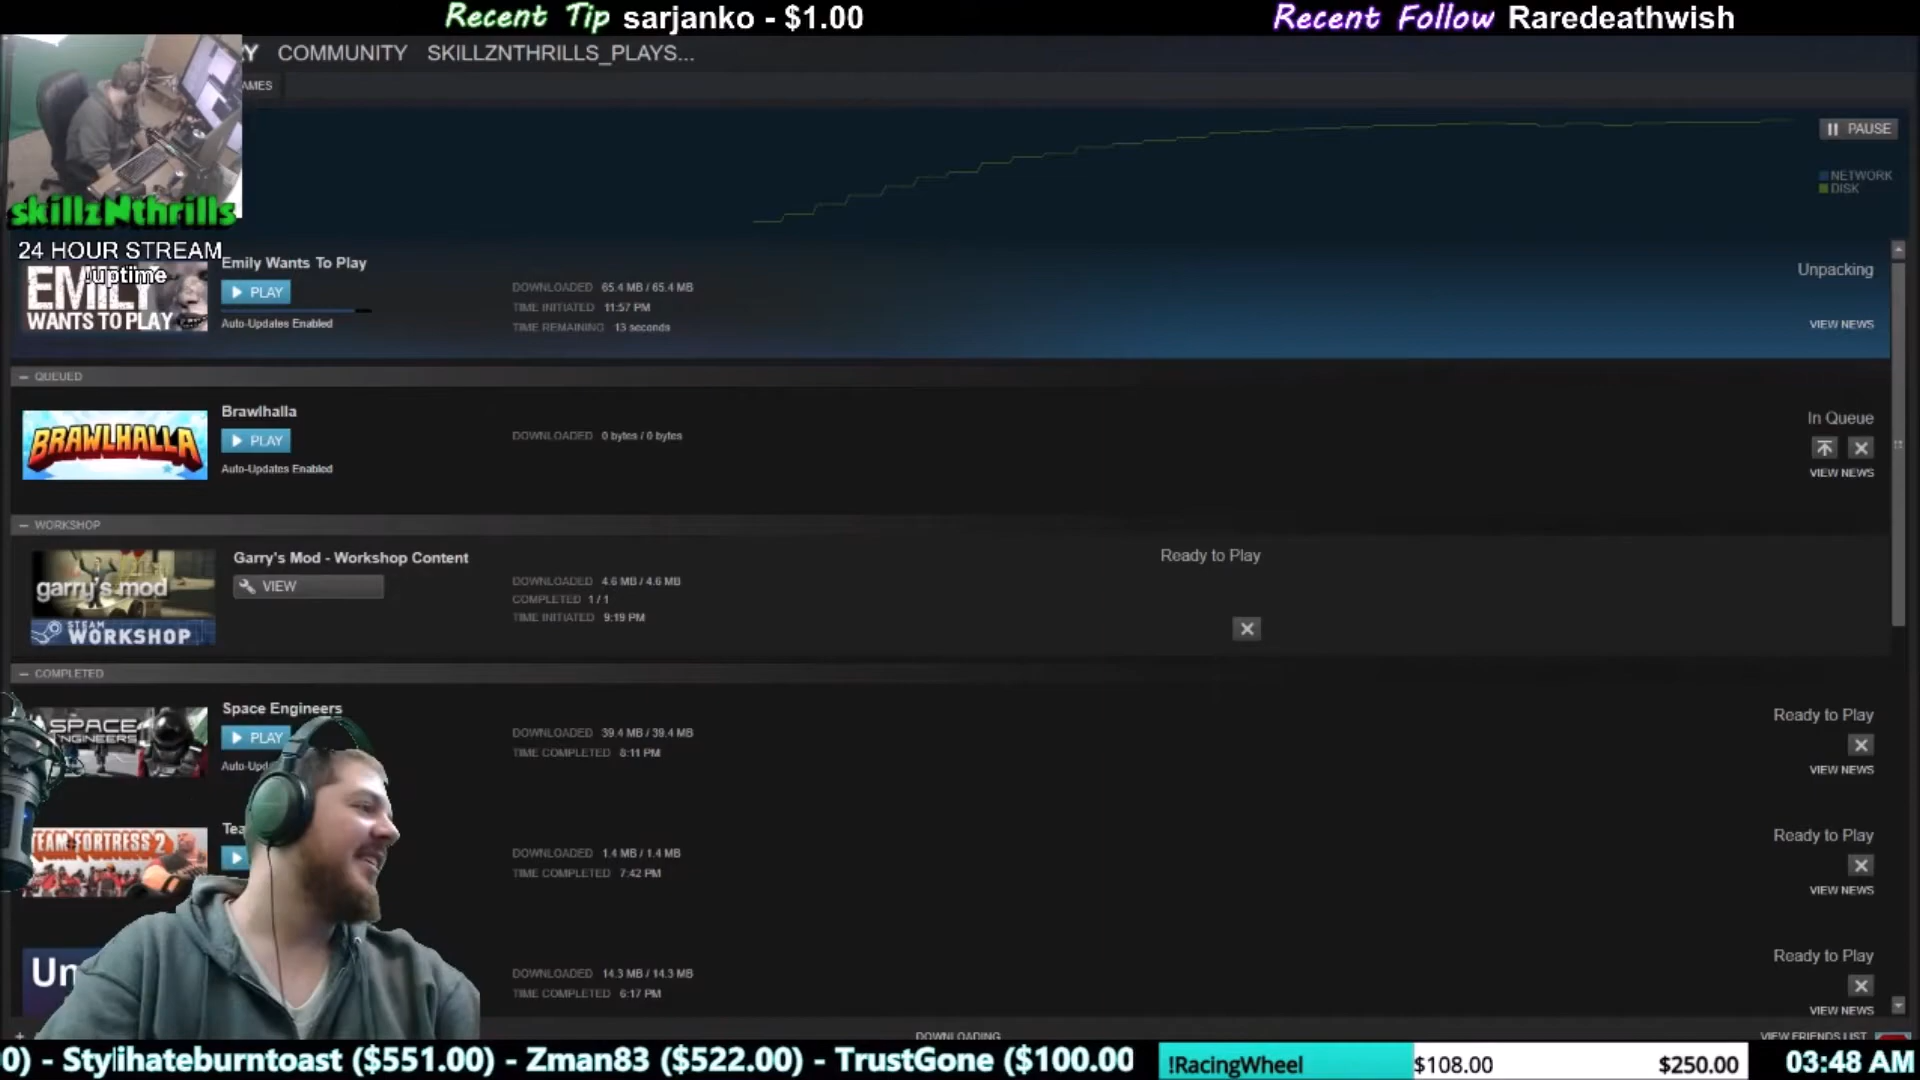 Recent Tip sarjanko - $1.00
Recent Follow Raredeathwish
COMMUNITY SKILLZNTHRILLS_PLAYS...
PAUSE
NETWORK
DISK
skillzNthrills
24 HOUR STREAM
!uptime
Emily Wants To Play
EMILY
WANTS TO PLAY
PLAY
Auto-Updates Enabled
DOWNLOADED 65.4 MB / 65.4 MB
TIME INITIATED 11:57 PM
TIME REMAINING 13 seconds
Unpacking
VIEW NEWS
QUEUED
BRAWLHALLA
Brawlhalla
PLAY
Auto-Updates Enabled
DOWNLOADED 0 bytes / 0 bytes
In Queue
VIEW NEWS
WORKSHOP
garry's mod
STEAM
WORKSHOP
Garry's Mod - Workshop Content
VIEW
DOWNLOADED 4.6 MB / 4.6 MB
COMPLETED 1 / 1
TIME INITIATED 9:19 PM
Ready to Play
COMPLETED
SPACE
ENGINEERS
Space Engineers
PLAY
DOWNLOADED 39.4 MB / 39.4 MB
TIME COMPLETED 8:11 PM
Ready to Play
VIEW NEWS
TEAM FORTRESS 2
DOWNLOADED 1.4 MB / 1.4 MB
TIME COMPLETED 7:42 PM
Ready to Play
VIEW NEWS
DOWNLOADED 14.3 MB / 14.3 MB
TIME COMPLETED 6:17 PM
Ready to Play
VIEW NEWS
DOWNLOADING
VIEW FRIENDS LIST
0) - Stylihateburntoast ($551.00) - Zman83 ($522.00) - TrustGone ($100.00
!RacingWheel $108.00 $250.00
03:48 AM